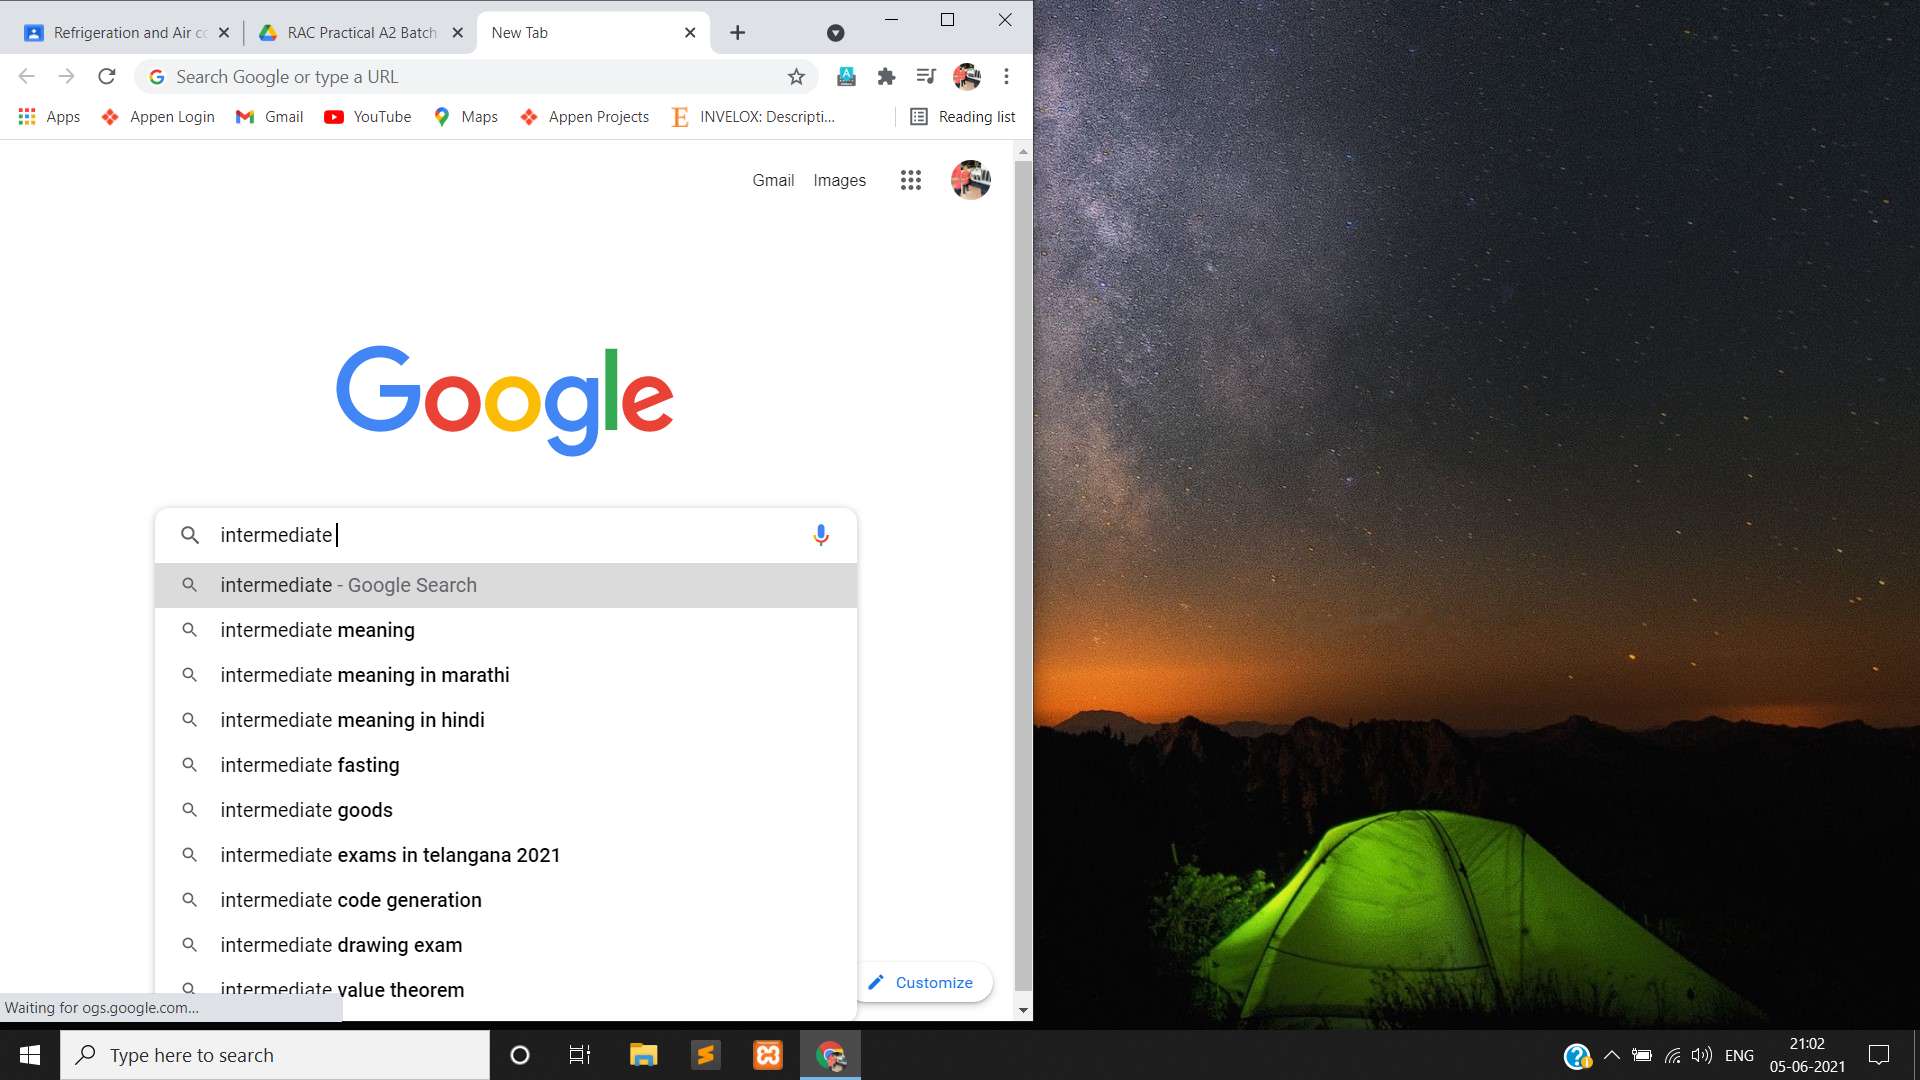 Refrigeration and Air co
RAC Practical A2 Batch
New Tab
Search Google or type a URL
Apps
Appen Login
Gmail
YouTube
Maps
Appen Projects
INVELOX: Descripti...
Reading list
Gmail
Images
Google
intermediate
intermediate - Google Search
intermediate meaning
intermediate meaning in marathi
intermediate meaning in hindi
intermediate fasting
intermediate goods
intermediate exams in telangana 2021
intermediate code generation
intermediate drawing exam
intermediate value theorem
Customize
Waiting for ogs.google.com...
Type here to search
ENG
21:02
05-06-2021